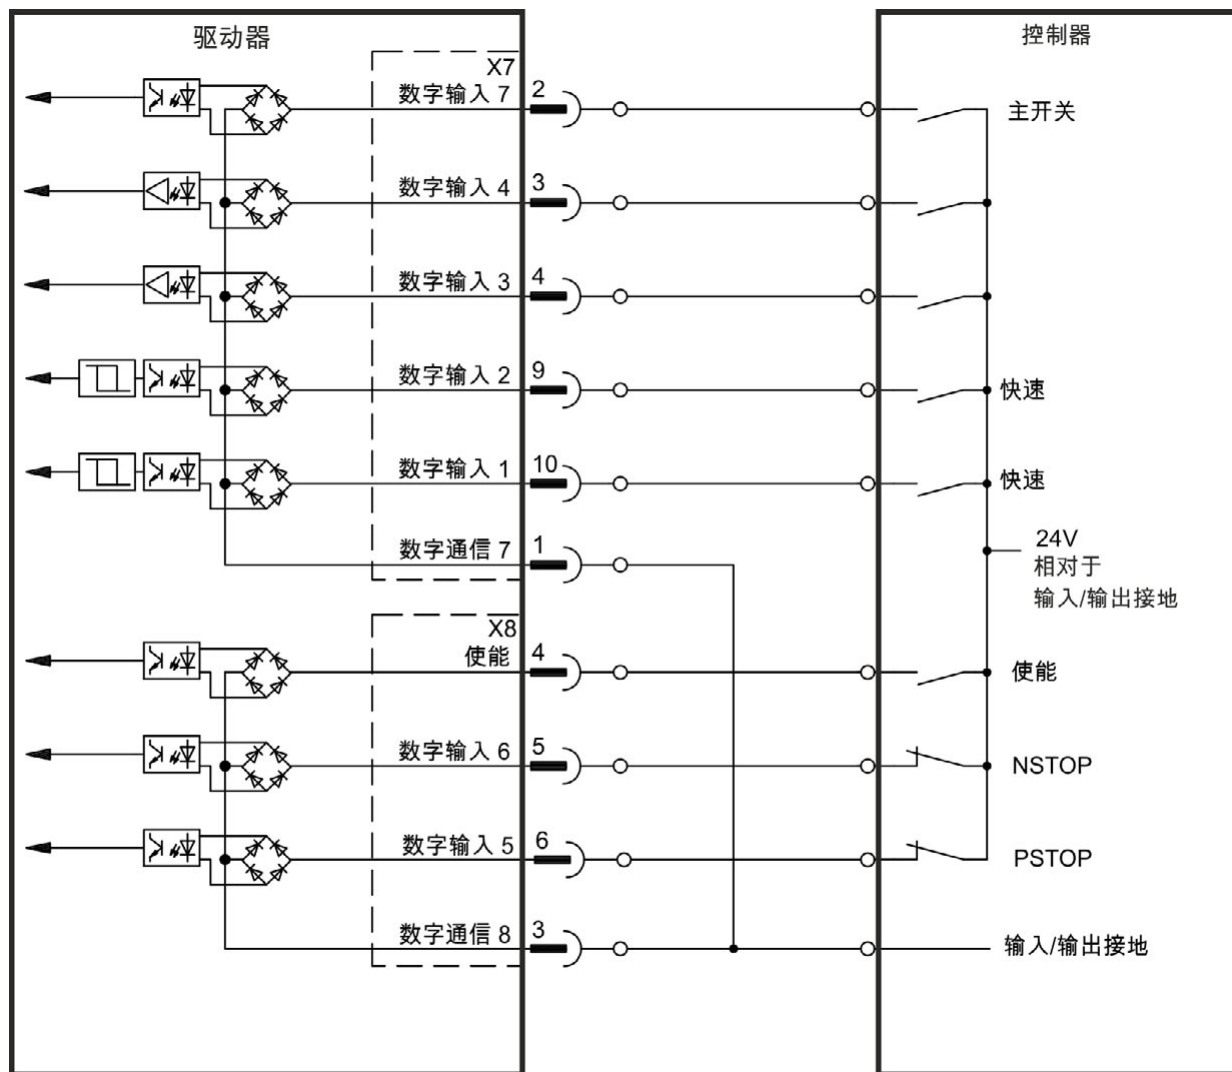 驱动器
控制器
X7
数字输入 7
2
主开关
数字输入 4
3
数字输入 3
4
数字输入 2
9
快速
数字输入 1
10
快速
数字通信 7
1
24V
相对于
输入/输出接地
X8
使能
4
使能
数字输入 6
5
NSTOP
数字输入 5
6
PSTOP
数字通信 8
3
输入/输出接地